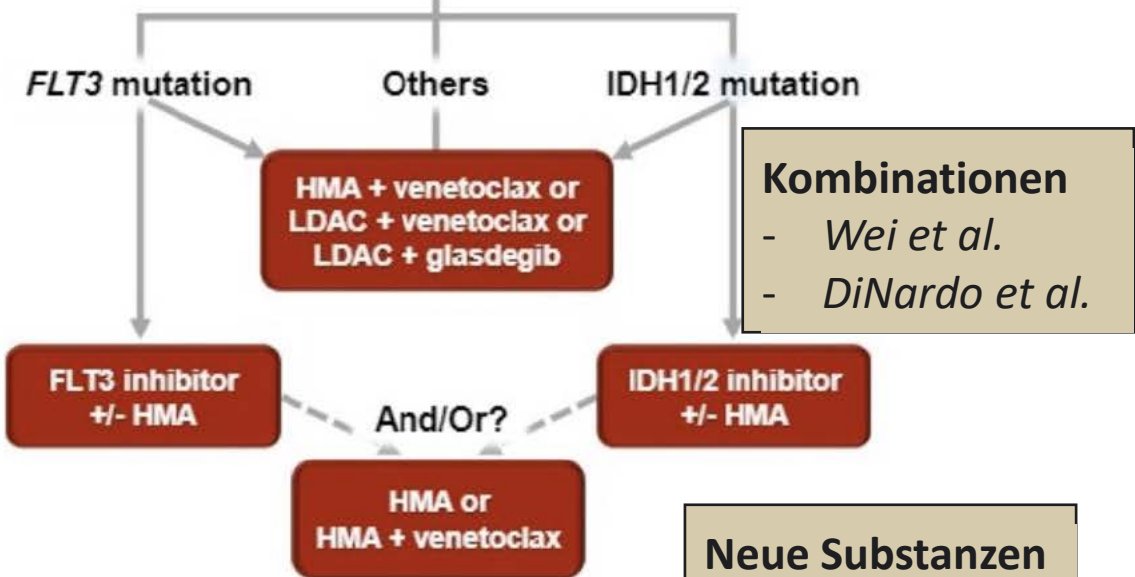 FLT3 mutation
Others
IDH1/2 mutation
HMA + venetoclax or
LDAC + venetoclax or
LDAC + glasdegib
Kombinationen
- Wei et al.
- DiNardo et al.
FLT3 inhibitor
+/- HMA
And/Or?
IDH1/2 inhibitor
+/- HMA
HMA or
HMA + venetoclax
Neue Substanzen